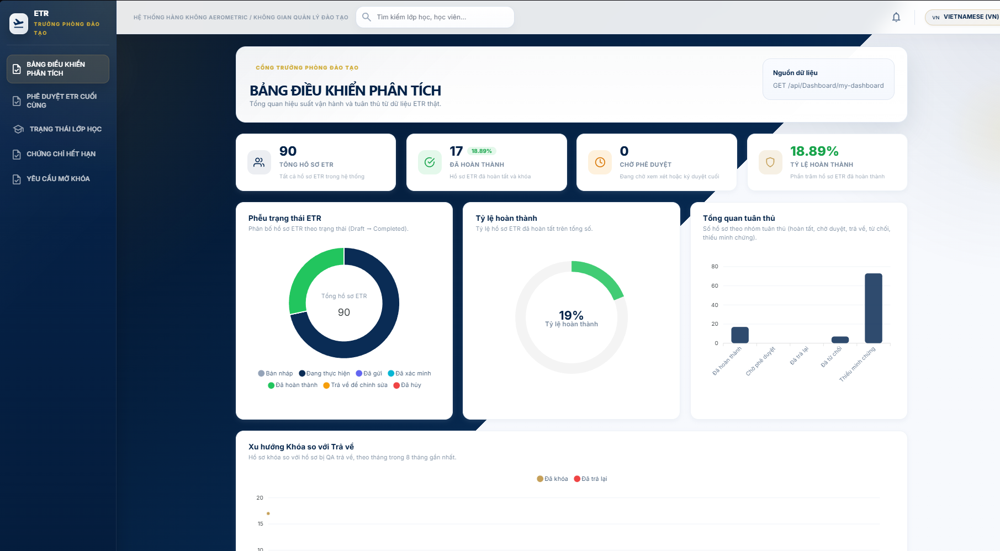 ETR
TRƯỞNG PHÒNG ĐÀO
TẠO
BẢNG ĐIỀU KHIỂN
PHÂN TÍCH
PHÊ DUYỆT ETR CUỐI
CÙNG
TRẠNG THÁI LỚP HỌC
CHỨNG CHỈ HẾT HẠN
YÊU CẦU MỞ KHÓA
HỆ THỐNG HÀNG KHÔNG AEROMETRIC / KHÔNG GIAN QUẢN LÝ ĐÀO TẠO
Tìm kiếm lớp học, học viên...
VN VIETNAMESE (VN)
CỔNG TRƯỞNG PHÒNG ĐÀO TẠO
BẢNG ĐIỀU KHIỂN PHÂN TÍCH
Tổng quan hiệu suất vận hành và tuân thủ từ dữ liệu ETR thật.
Nguồn dữ liệu
GET /api/Dashboard/my-dashboard
90
TỔNG HỒ SƠ ETR
Tất cả hồ sơ ETR trong hệ thống
17 18.89%
ĐÃ HOÀN THÀNH
Hồ sơ ETR đã hoàn tất và khóa
0
CHỜ PHÊ DUYỆT
Đang chờ xem xét hoặc ký duyệt cuối
18.89%
TỶ LỆ HOÀN THÀNH
Phần trăm hồ sơ ETR đã hoàn thành
Phễu trạng thái ETR
Phân bố hồ sơ ETR theo trạng thái (Draft → Completed).
Tổng hồ sơ ETR
90
Bản nháp Đang thực hiện Đã gửi Đã xác minh
Đã hoàn thành Trả về để chỉnh sửa Đã hủy
Tỷ lệ hoàn thành
Tỷ lệ hồ sơ ETR đã hoàn tất trên tổng số.
19%
Tỷ lệ hoàn thành
Tổng quan tuân thủ
Số hồ sơ theo nhóm tuân thủ (hoàn tất, chờ duyệt, trả về, từ chối,
thiếu minh chứng).
80
60
40
20
0
Đã hoàn thành
Chờ phê duyệt
Đã trả lại
Đã từ chối
Thiếu minh chứng
Xu hướng Khóa so với Trả về
Hồ sơ khóa so với hồ sơ bị QA trả về, theo tháng trong 8 tháng gần nhất.
Đã khóa Đã trả lại
20
15
10